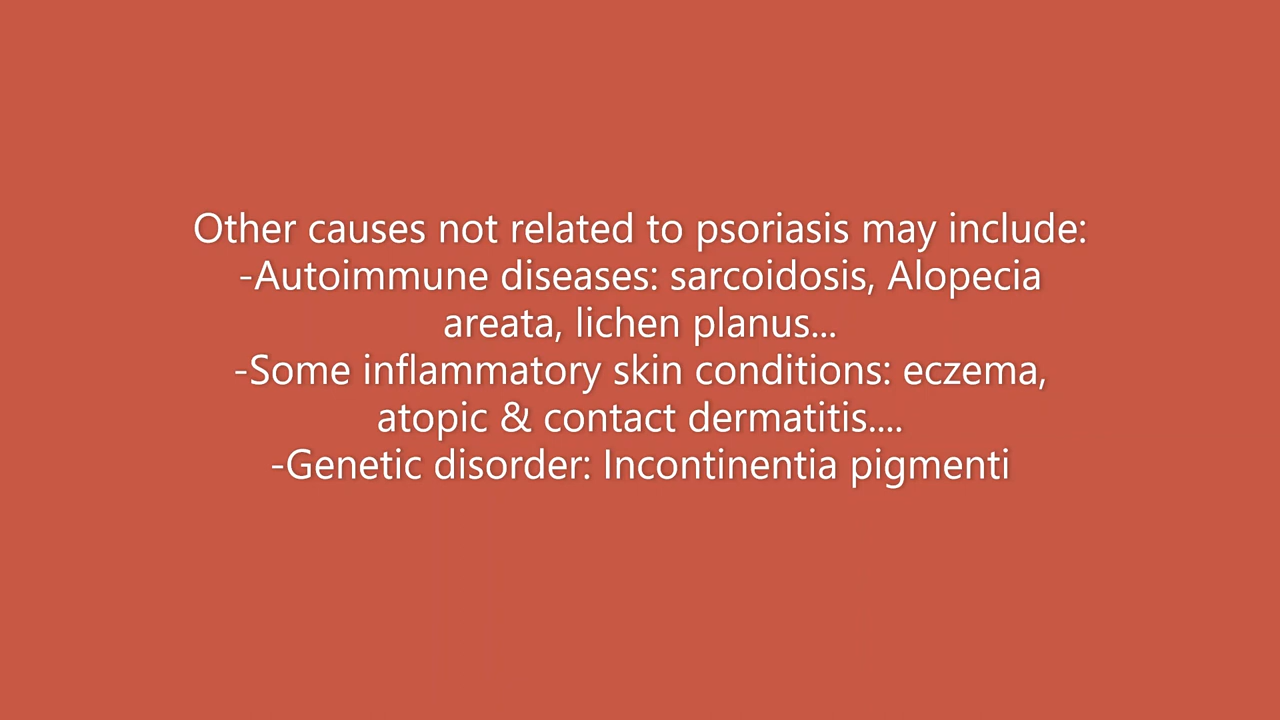 Other causes not related to psoriasis may include:
-Autoimmune diseases: sarcoidosis, Alopecia
areata, lichen planus...
-Some inflammatory skin conditions: eczema,
atopic & contact dermatitis....
-Genetic disorder: Incontinentia pigmenti